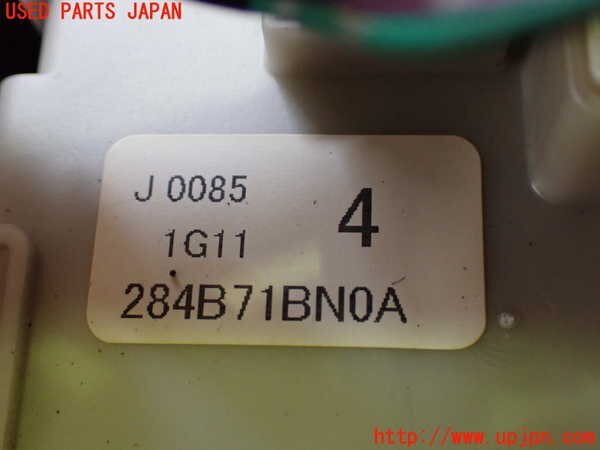 USED PARTS JAPAN
J 0085
4
1G11
284B71BN0A
http://www.upjpn.com/